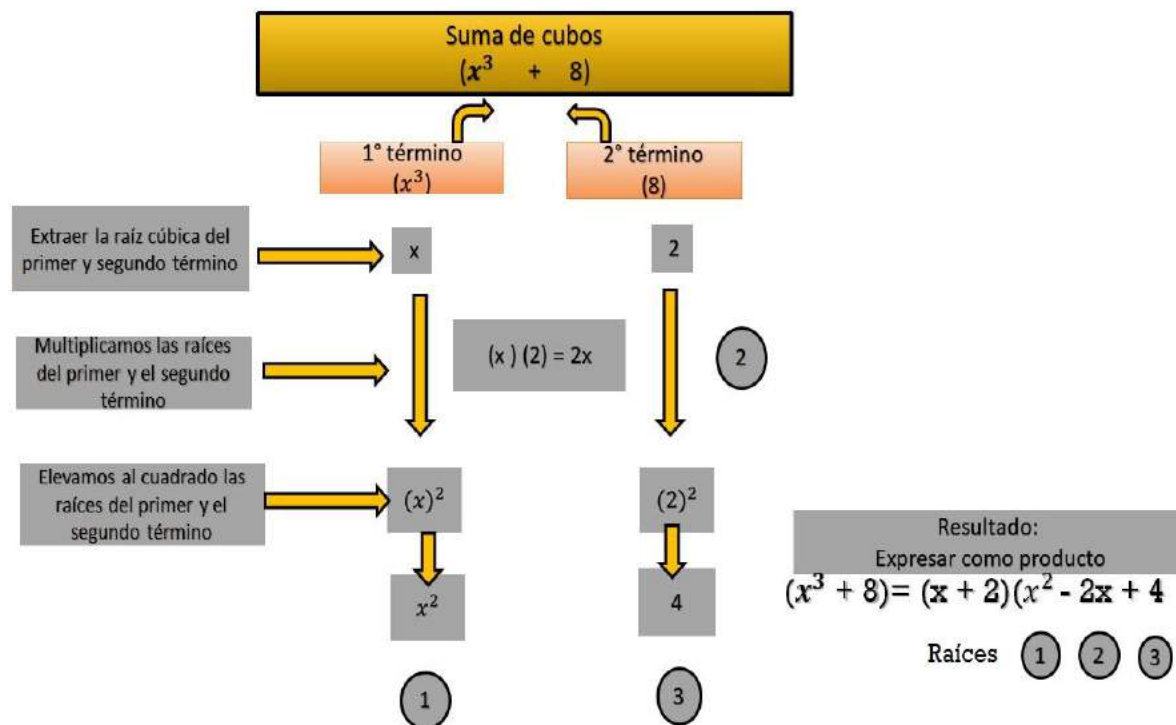 Suma de cubos
(x³ + 8)
1° término
(x³)
2° término
(8)
Extraer la raíz cúbica del
primer y segundo término
x
2
Multiplicamos las raíces
del primer y el segundo
término
(x ) (2) = 2x
2
Elevamos al cuadrado las
raíces del primer y el
segundo término
(x)²
(2)²
x²
4
1
3
Resultado:
Expresar como producto
(x³ + 8)= (x + 2)(x² - 2x + 4
Raíces 1 2 3